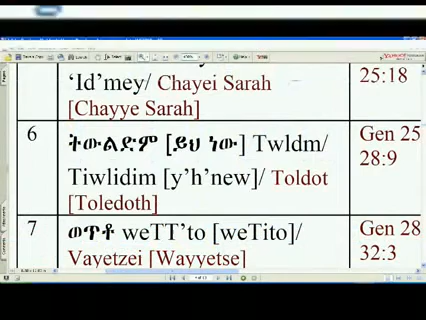 'Id'mey/ Chayei Sarah
[Chayye Sarah]
25:18
6
ትውልድም [ይህ ነው] Twldm/
Tiwlidim [y'h'new]/ Toldot
[Toledoth]
Gen 25
28:9
7
ወጥቶ weTT'to [weTito]/
Vayetzei [Wayyetse]
Gen 28
32:3